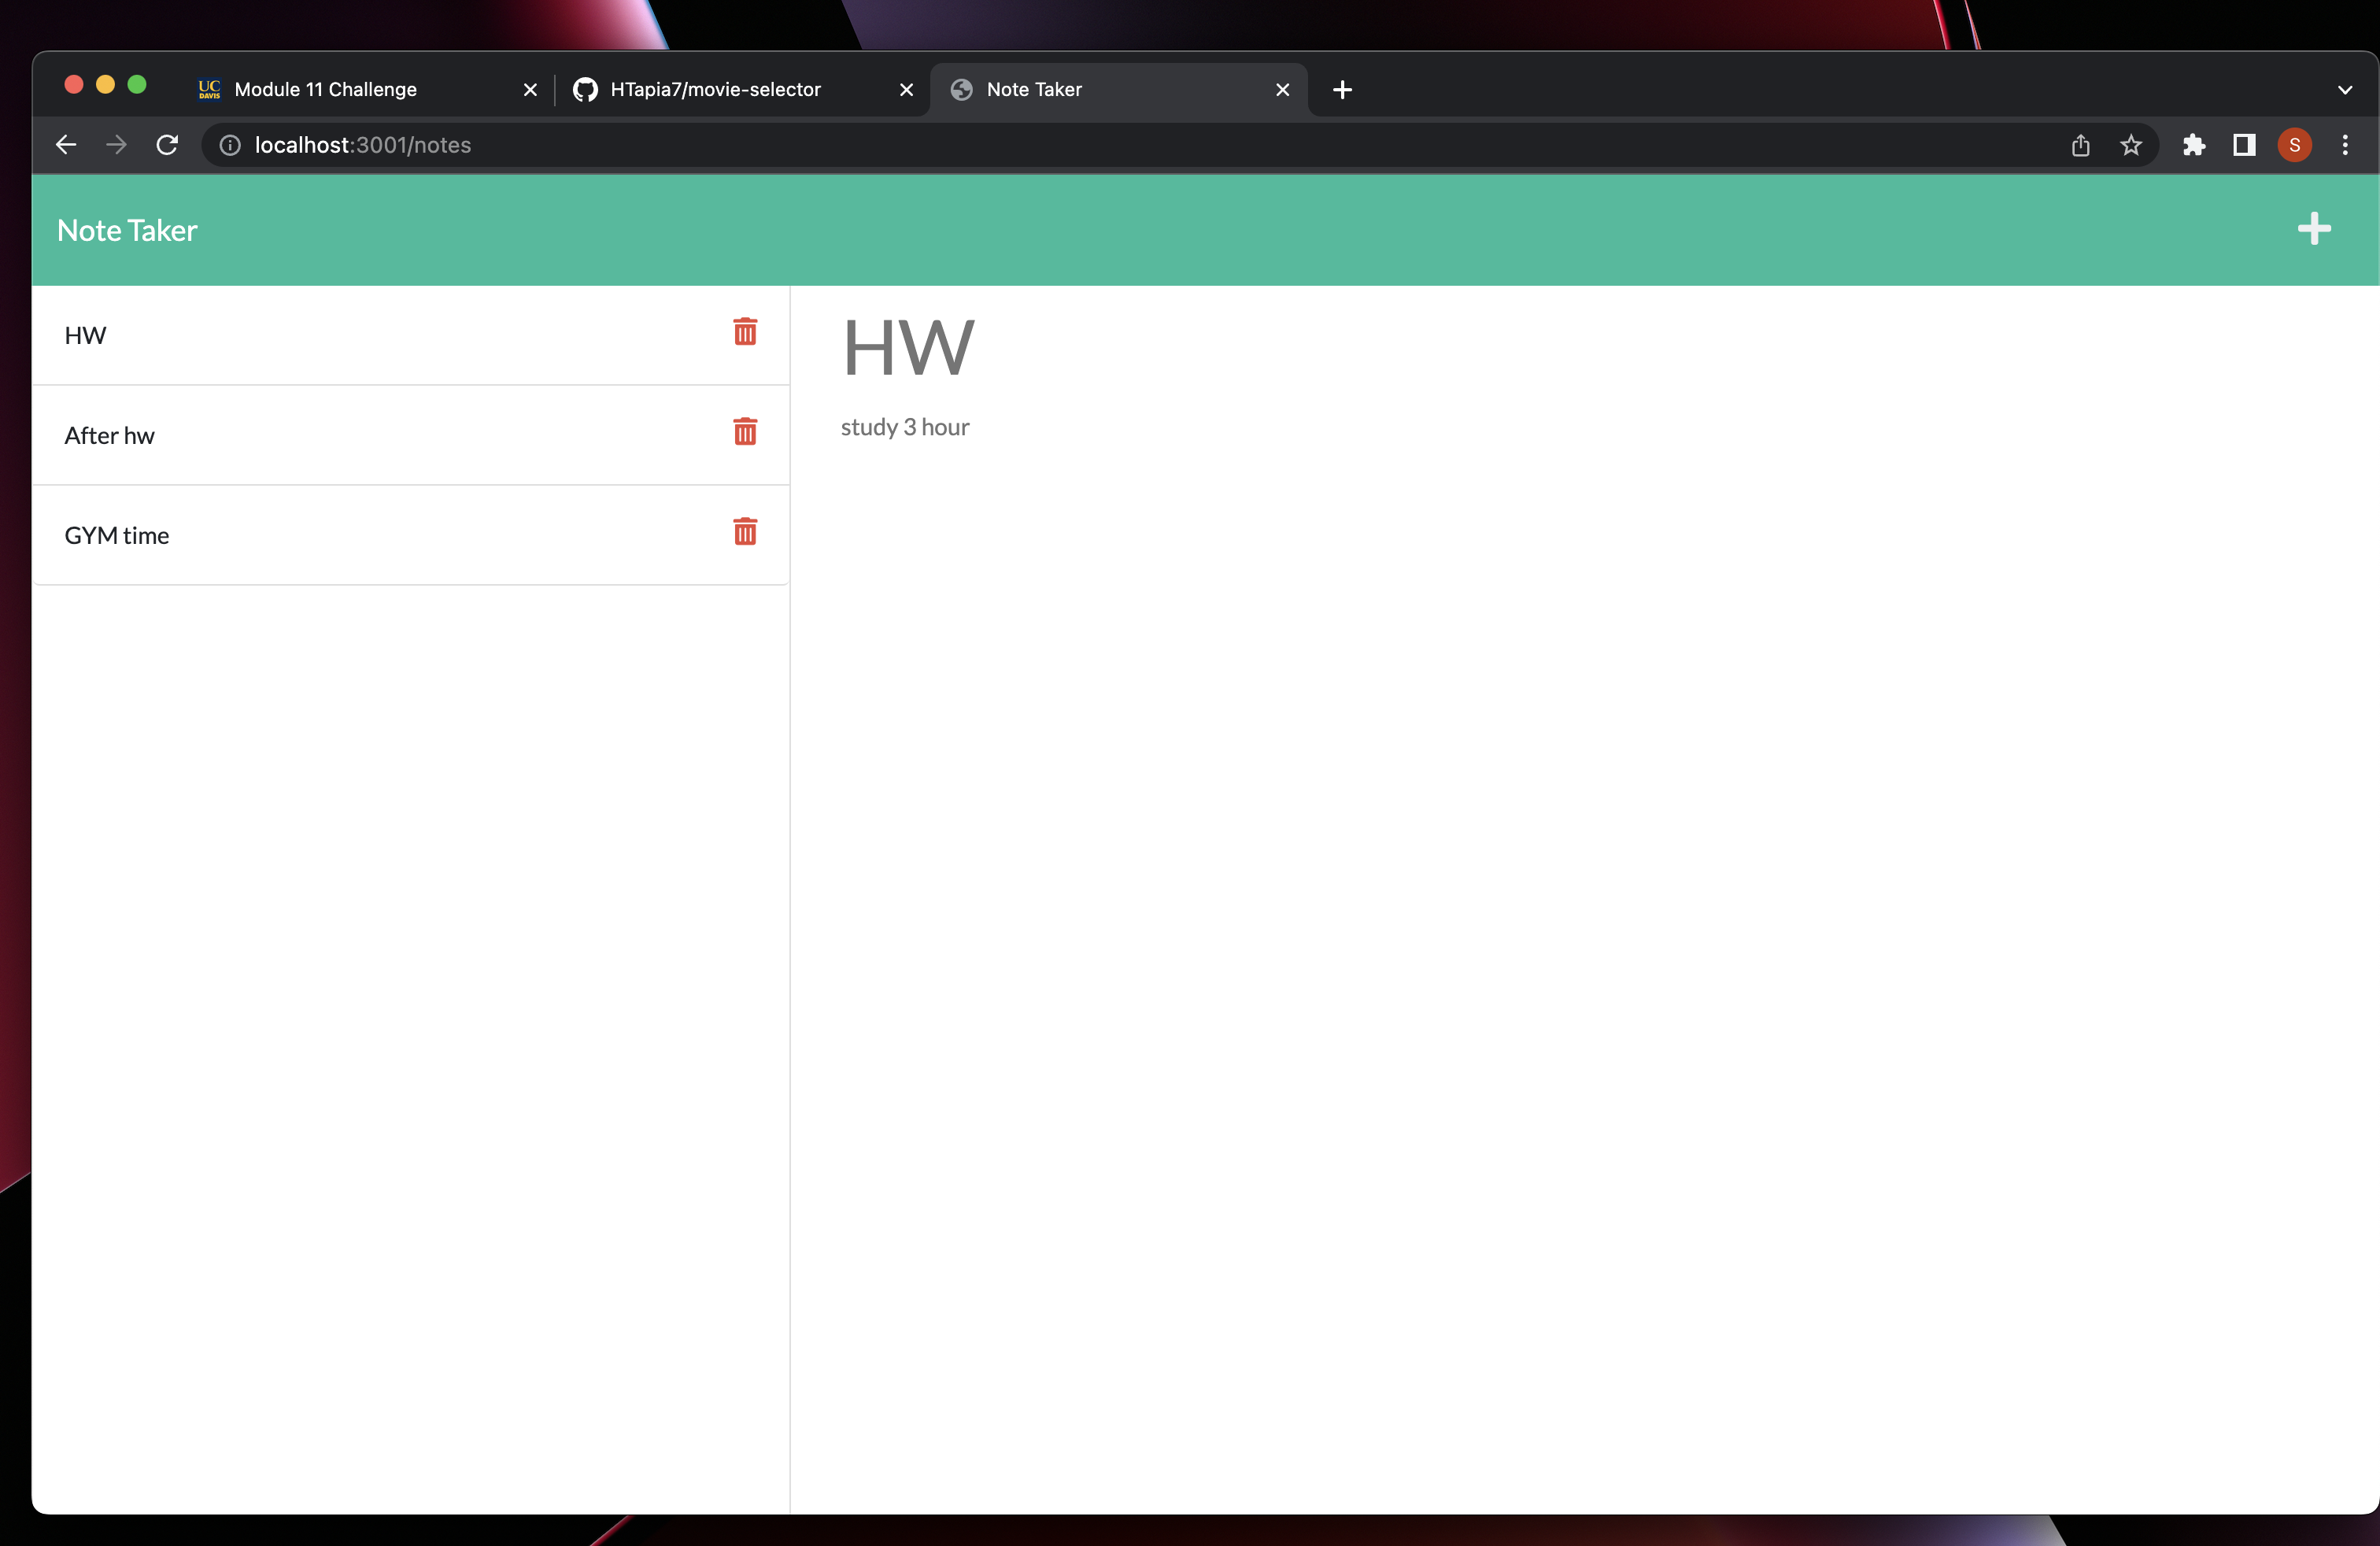 UC DAVIS Module 11 Challenge HTapia7/movie-selector Note Taker
localhost:3001/notes S
Note Taker
HW
After hw
GYM time
HW
study 3 hour